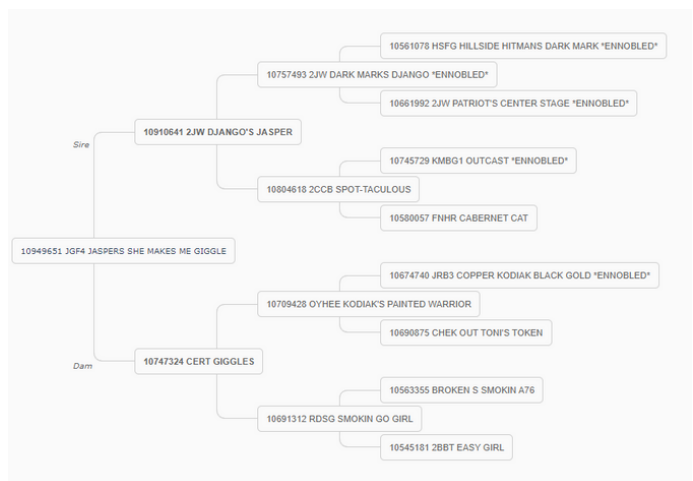 10561078 HSFG HILLSIDE HITMANS DARK MARK *ENNOBLED*
10757493 2JW DARK MARKS DJANGO *ENNOBLED*
10661992 2JW PATRIOT'S CENTER STAGE *ENNOBLED*
10910641 2JW DJANGO'S JASPER
Sire
10745729 KMBG1 OUTCAST *ENNOBLED*
10804618 2CCB SPOT-TACULOUS
10580057 FNHR CABERNET CAT
10949651 JGF4 JASPERS SHE MAKES ME GIGGLE
10674740 JRB3 COPPER KODIAK BLACK GOLD *ENNOBLED*
10709428 OYHEE KODIAK'S PAINTED WARRIOR
10690875 CHEK OUT TONI'S TOKEN
10747324 CERT GIGGLES
Dam
10563355 BROKEN S SMOKIN A76
10691312 RDSG SMOKIN GO GIRL
10545181 2BBT EASY GIRL